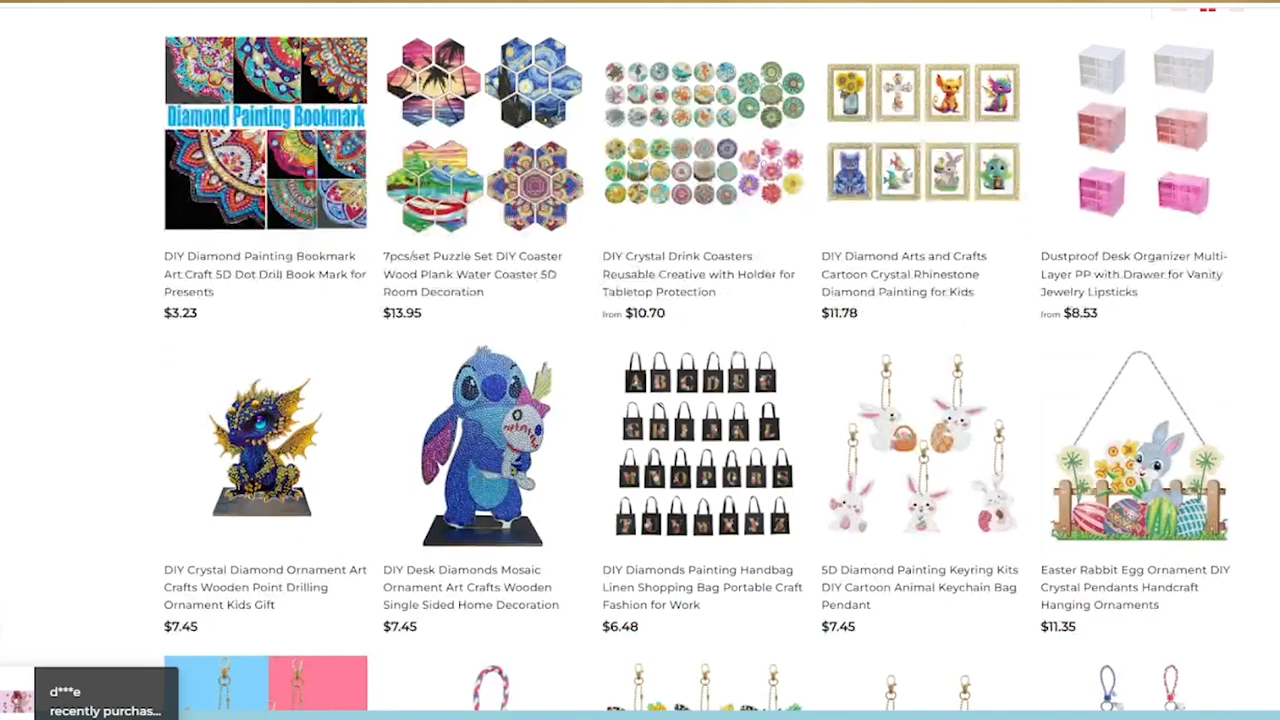 Diamond Painting Bookmark
DIY Diamond Painting Bookmark
Art Craft 5D Dot Drill Book Mark for
Presents
$3.23
7pcs/set Puzzle Set DIY Coaster
Wood Plank Water Coaster 5D
Room Decoration
$13.95
DIY Crystal Drink Coasters
Reusable Creative with Holder for
Tabletop Protection
from $10.70
DIY Diamond Arts and Crafts
Cartoon Crystal Rhinestone
Diamond Painting for Kids
$11.78
Dustproof Desk Organizer Multi-
Layer PP with Drawer for Vanity
Jewelry Lipsticks
from $8.53
DIY Crystal Diamond Ornament Art
Crafts Wooden Point Drilling
Ornament Kids Gift
$7.45
DIY Desk Diamonds Mosaic
Ornament Art Crafts Wooden
Single Sided Home Decoration
$7.45
DIY Diamonds Painting Handbag
Linen Shopping Bag Portable Craft
Fashion for Work
$6.48
5D Diamond Painting Keyring Kits
DIY Cartoon Animal Keychain Bag
Pendant
$7.45
Easter Rabbit Egg Ornament DIY
Crystal Pendants Handcraft
Hanging Ornaments
$11.35
d***e
recently purchas...